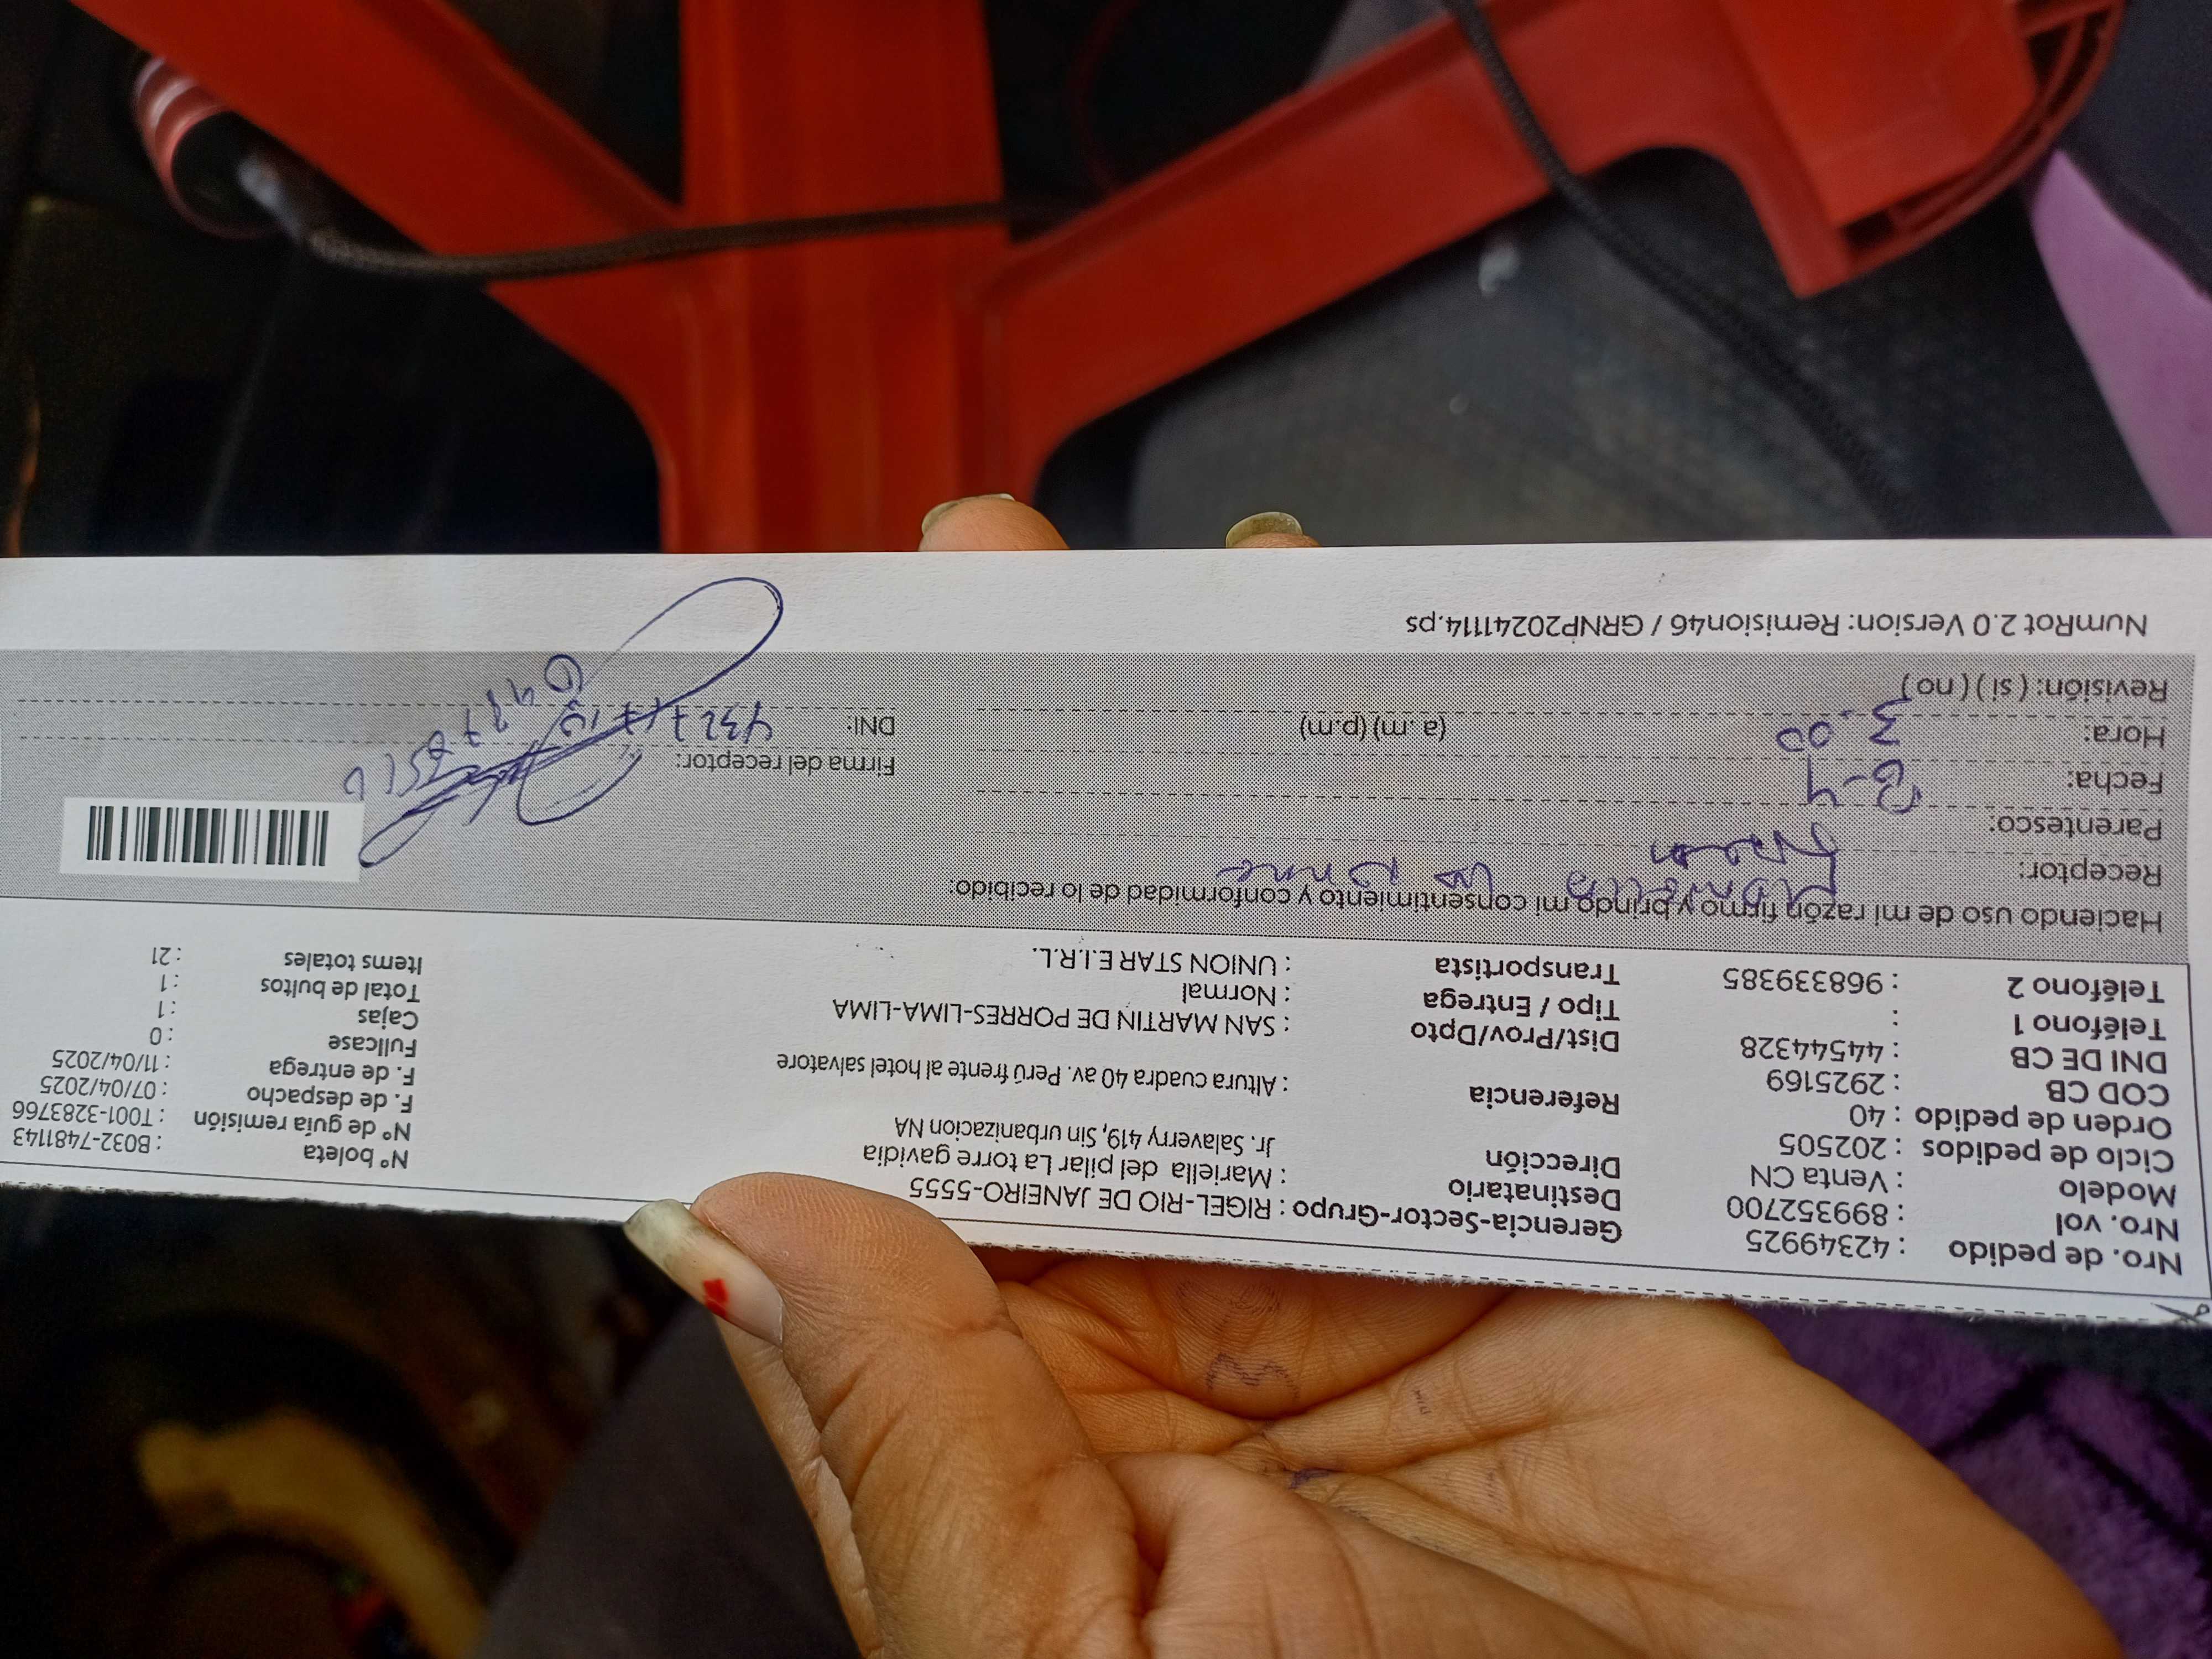 Nro. de pedido : 42349925
Nro. vol : 899352700
Modelo : Venta CN
Ciclo de pedidos : 202505
Orden de pedido : 40
COD CB : 2925169
DNI DE CB : 44544328
Teléfono 1 :
Teléfono 2 : 968339385
Gerencia-Sector-Grupo : RIGEL-RIO DE JANEIRO-5555
Destinatario : Mariella del pilar La torre gavidia
Dirección Jr. Salaverry 419, Sin urbanizacion NA
Referencia : Altura cuadra 40 av. Perú frente al hotel salvatore
Dist/Prov/Dpto : SAN MARTIN DE PORRES-LIMA-LIMA
Tipo / Entrega : Normal
Transportista : UNION STAR E.I.R.L.
N° boleta : B032-7481143
N° de guía remisión : T001-3283766
F. de despacho : 07/04/2025
F. de entrega : 11/04/2025
Fullcase : 0
Cajas : 1
Total de bultos : 1
Items totales : 21
Haciendo uso de mi razón firmo y brindo mi consentimiento y conformidad de lo recibido:
Receptor:
Parentesco:
Fecha:
Hora: 3.00 (a.m) (p.m)
Revisión: ( si ) ( no )
Firma del receptor:
DNI:
NumRot 2.0 Version: Remision46 / GRNP20241114.ps